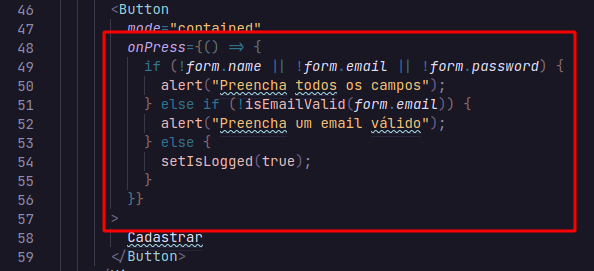 46 <Button
47 mode="contained"
48 onPress={() => {
49 if (!form.name || !form.email || !form.password) {
50 alert("Preencha todos os campos");
51 } else if (!isEmailValid(form.email)) {
52 alert("Preencha um email válido");
53 } else {
54 setIsLogged(true);
55 }
56 }}
57 >
58 Cadastrar
59 </Button>